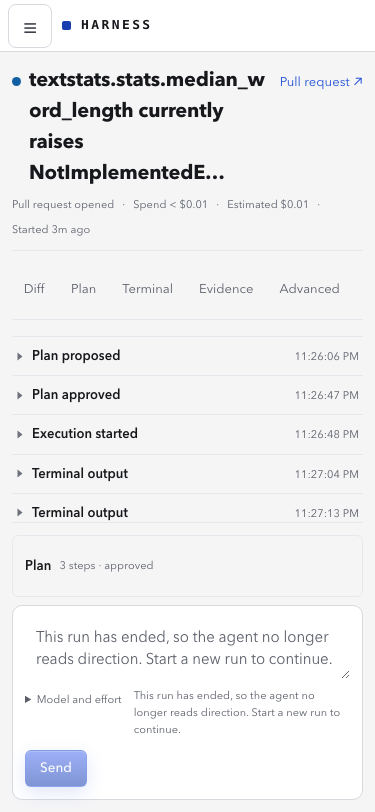 HARNESS
textstats.stats.median_w
ord_length currently
raises
NotImplementedE...
Pull request ↗
Pull request opened · Spend < $0.01 · Estimated $0.01 ·
Started 3m ago
Diff Plan Terminal Evidence Advanced
Plan proposed 11:26:06 PM
Plan approved 11:26:47 PM
Execution started 11:26:48 PM
Terminal output 11:27:04 PM
Terminal output 11:27:13 PM
Plan 3 steps · approved
This run has ended, so the agent no longer
reads direction. Start a new run to continue.
Model and effort
This run has ended, so the agent no
longer reads direction. Start a new run to
continue.
Send